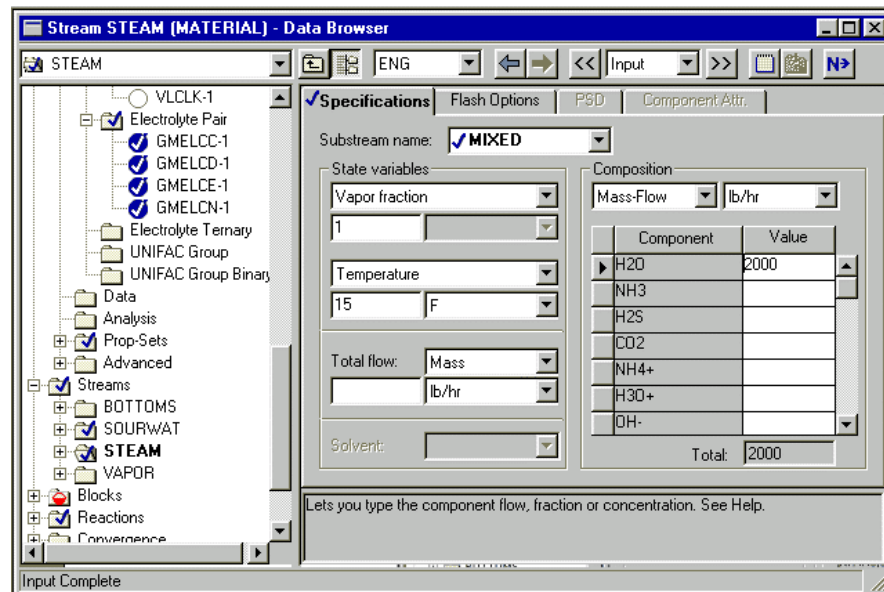 Stream STEAM (MATERIAL) - Data Browser
STEAM
ENG
<<
Input
>>
N>
VLCLK-1
Electrolyte Pair
GMELCC-1
GMELCD-1
GMELCE-1
GMELCN-1
Electrolyte Ternary
UNIFAC Group
UNIFAC Group Binary
Data
Analysis
Prop-Sets
Advanced
Streams
BOTTOMS
SOURWAT
STEAM
VAPOR
Blocks
Reactions
Convergence
Specifications
Flash Options
PSD
Component Attr.
Substream name:
MIXED
State variables
Vapor fraction
1
Temperature
15
F
Total flow:
Mass
lb/hr
Solvent:
Composition
Mass-Flow
lb/hr
Component
Value
H2O
2000
NH3
H2S
CO2
NH4+
H3O+
OH-
Total:
2000
Lets you type the component flow, fraction or concentration. See Help.
Input Complete